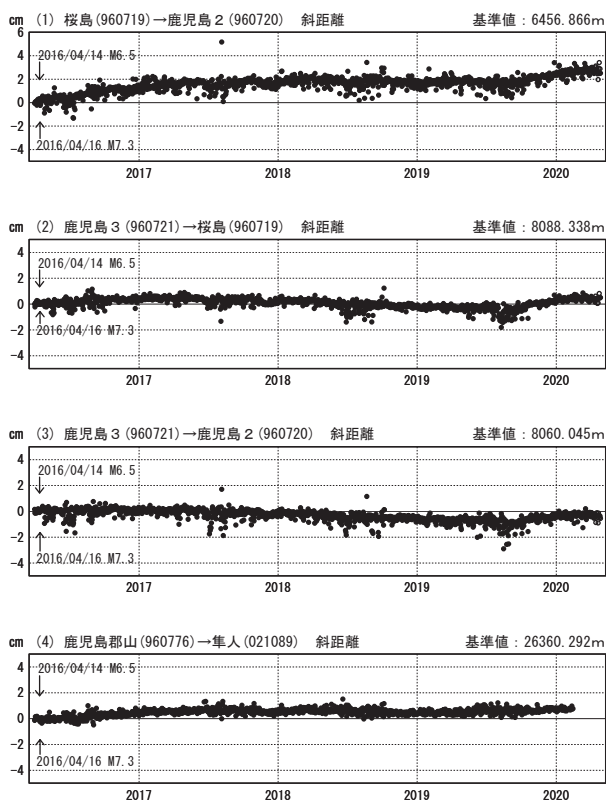 cm (1) 桜島(960719)→鹿児島２(960720) 斜距離 基準値：6456.866m
6
4
2
0
-2
-4
2016/04/14 M6.5
2016/04/16 M7.3
2017 2018 2019 2020
cm (2) 鹿児島３(960721)→桜島(960719) 斜距離 基準値：8088.338m
4
2
0
-2
-4
2016/04/14 M6.5
2016/04/16 M7.3
2017 2018 2019 2020
cm (3) 鹿児島３(960721)→鹿児島２(960720) 斜距離 基準値：8060.045m
4
2
0
-2
-4
2016/04/14 M6.5
2016/04/16 M7.3
2017 2018 2019 2020
cm (4) 鹿児島郡山(960776)→隼人(021089) 斜距離 基準値：26360.292m
4
2
0
-2
-4
2016/04/14 M6.5
2016/04/16 M7.3
2017 2018 2019 2020